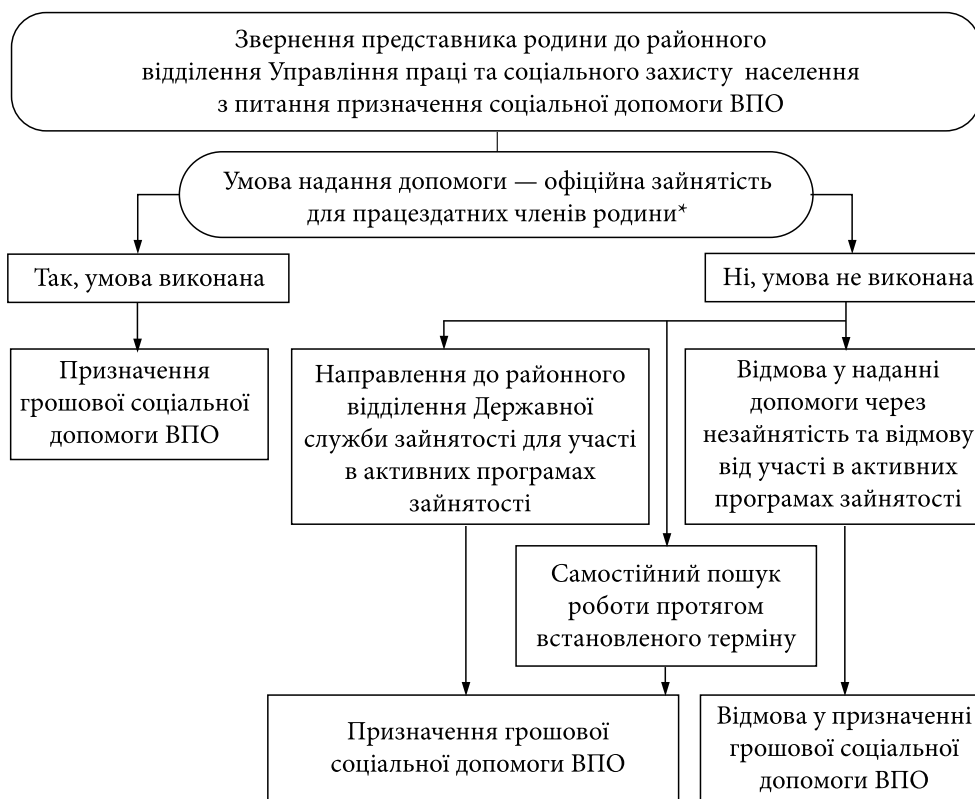 Звернення представника родини до районного
відділення Управління праці та соціального захисту населення
з питання призначення соціальної допомоги ВПО
Умова надання допомоги — офіційна зайнятість
для працездатних членів родини*
Так, умова виконана
Ні, умова не виконана
Призначення
грошової соціальної
допомоги ВПО
Направлення до районного
відділення Державної
служби зайнятості для участі
в активних програмах
зайнятості
Відмова у наданні
допомоги через
незайнятість та відмову
від участі в активних
програмах зайнятості
Самостійний пошук
роботи протягом
встановленого терміну
Призначення грошової
соціальної допомоги ВПО
Відмова у призначенні
грошової соціальної
допомоги ВПО